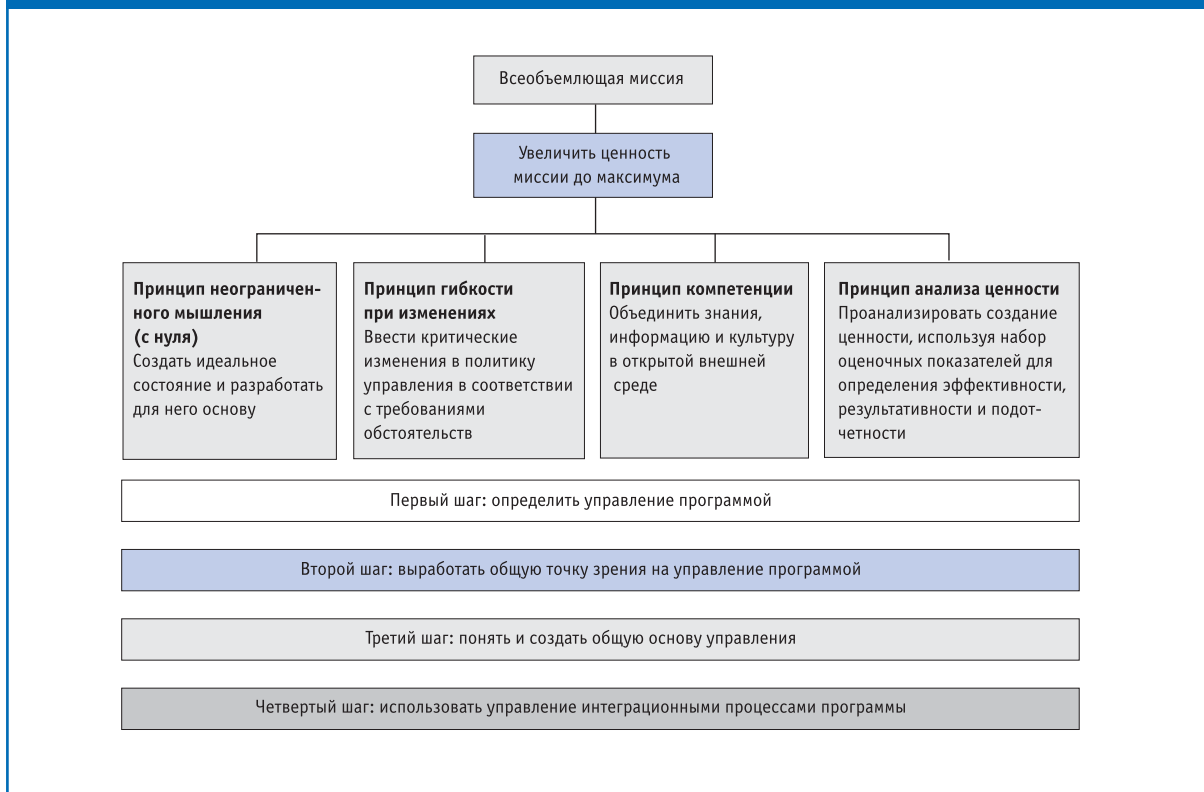 Всеобъемлющая миссия
Увеличить ценность
миссии до максимума
Принцип неограничен-
ного мышления
(с нуля)
Создать идеальное
состояние и разработать
для него основу
Принцип гибкости
при изменениях
Ввести критические
изменения в политику
управления в соответствии
с требованиями
обстоятельств
Принцип компетенции
Объединить знания,
информацию и культуру
в открытой внешней
среде
Принцип анализа ценности
Проанализировать создание
ценности, используя набор
оценочных показателей для
определения эффективности,
результативности и подот-
четности
Первый шаг: определить управление программой
Второй шаг: выработать общую точку зрения на управление программой
Третий шаг: понять и создать общую основу управления
Четвертый шаг: использовать управление интеграционными процессами программы